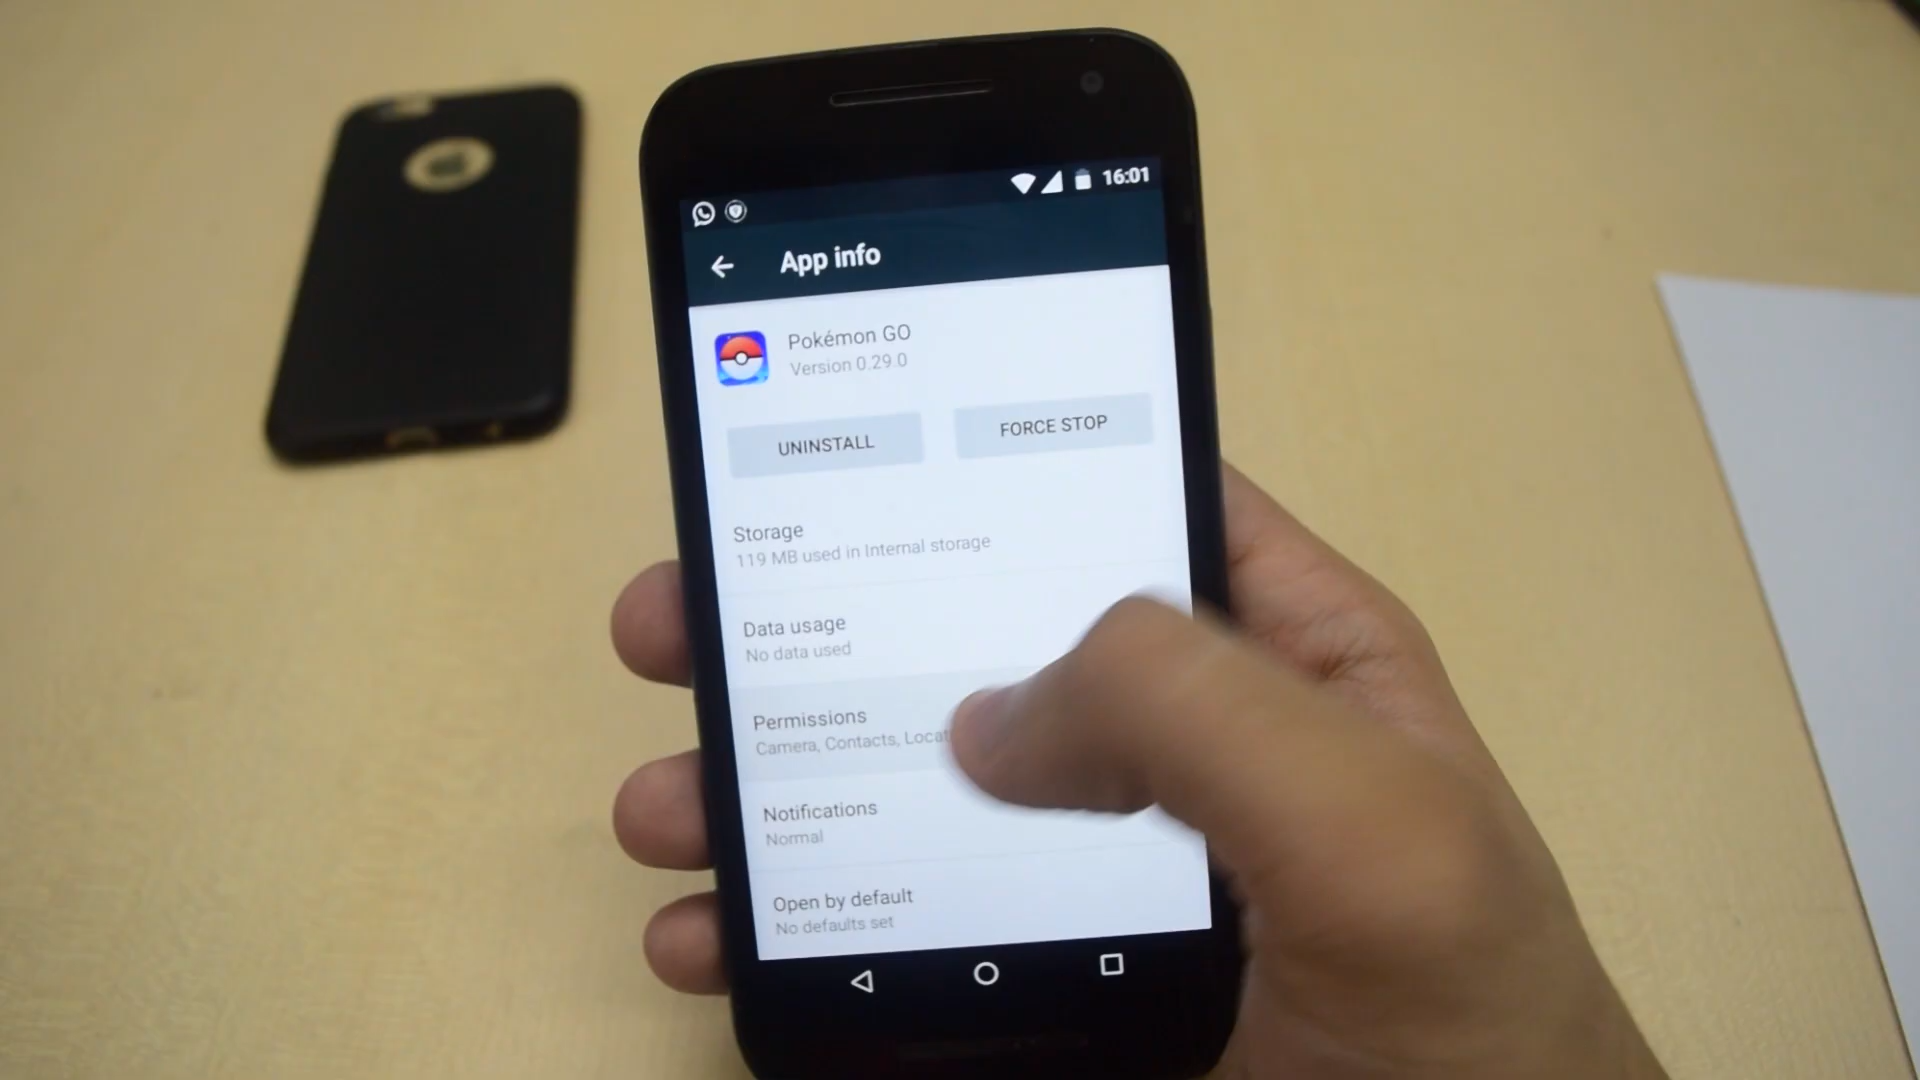 16:01
App info
Pokémon GO
Version 0.29.0
UNINSTALL
FORCE STOP
Storage
119 MB used in Internal storage
Data usage
No data used
Permissions
Camera, Contacts,
Notifications
Normal
Open by default
No defaults set